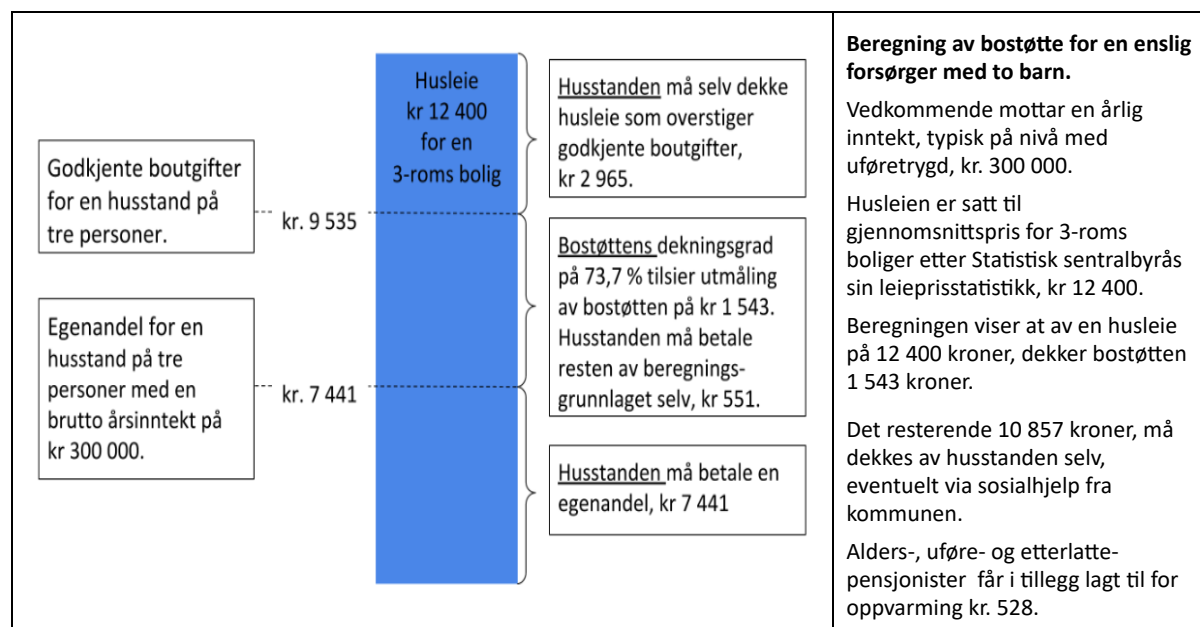 Godkjente boutgifter
for en husstand på
tre personer.
kr. 9 535
Egenandel for en
husstand på tre
personer med en
brutto årsinntekt på
kr 300 000.
kr. 7 441
Husleie
kr 12 400
for en
3-roms bolig
Husstanden må selv dekke
husleie som overstiger
godkjente boutgifter,
kr 2 965.
Bostøttens dekningsgrad
på 73,7 % tilsier utmåling
av bostøtten på kr 1 543.
Husstanden må betale
resten av beregnings-
grunnlaget selv, kr 551.
Husstanden må betale en
egenandel, kr 7 441
Beregning av bostøtte for en enslig
forsørger med to barn.
Vedkommende mottar en årlig
inntekt, typisk på nivå med
uføretrygd, kr. 300 000.
Husleien er satt til
gjennomsnittspris for 3-roms
boliger etter Statistisk sentralbyrås
sin leieprisstatistikk, kr 12 400.
Beregningen viser at av en husleie
på 12 400 kroner, dekker bostøtten
1 543 kroner.
Det resterende 10 857 kroner, må
dekkes av husstanden selv,
eventuelt via sosialhjelp fra
kommunen.
Alders-, uføre- og etterlatte-
pensjonister får i tillegg lagt til for
oppvarming kr. 528.